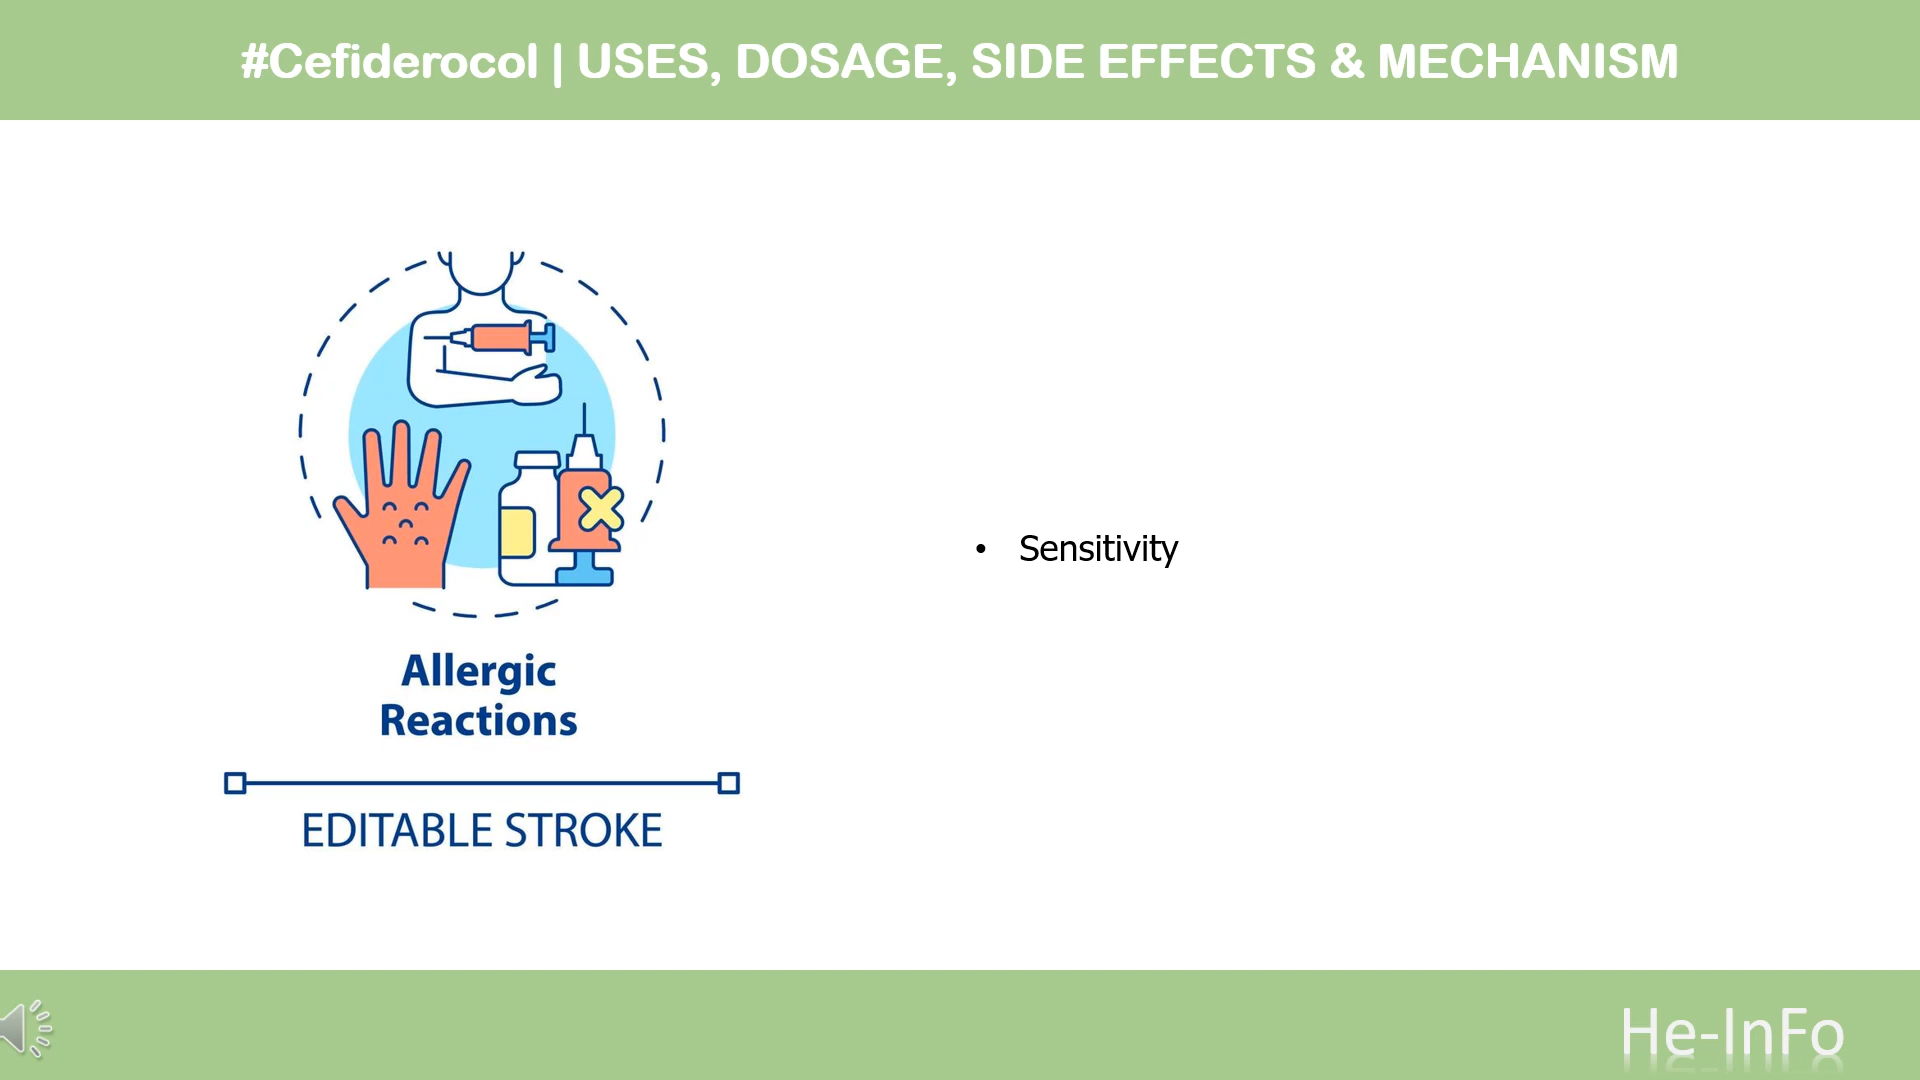 #Cefiderocol | USES, DOSAGE, SIDE EFFECTS & MECHANISM
Allergic
Reactions
EDITABLE STROKE
• Sensitivity
He-InFo